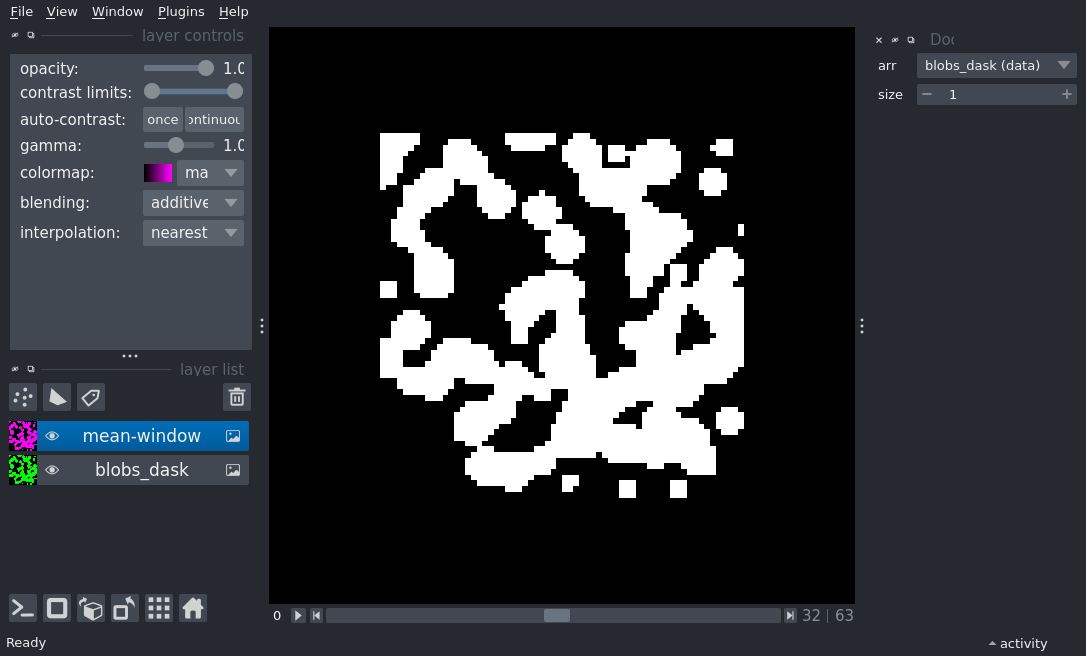 File View Window Plugins Help
layer controls
opacity: 1.0
contrast limits:
auto-contrast: once ontinuou
gamma: 1.0
colormap: ma
blending: additive
interpolation: nearest
layer list
mean-window
blobs_dask
0 32 | 63
Ready
Doc
arr blobs_dask (data)
size 1
activity